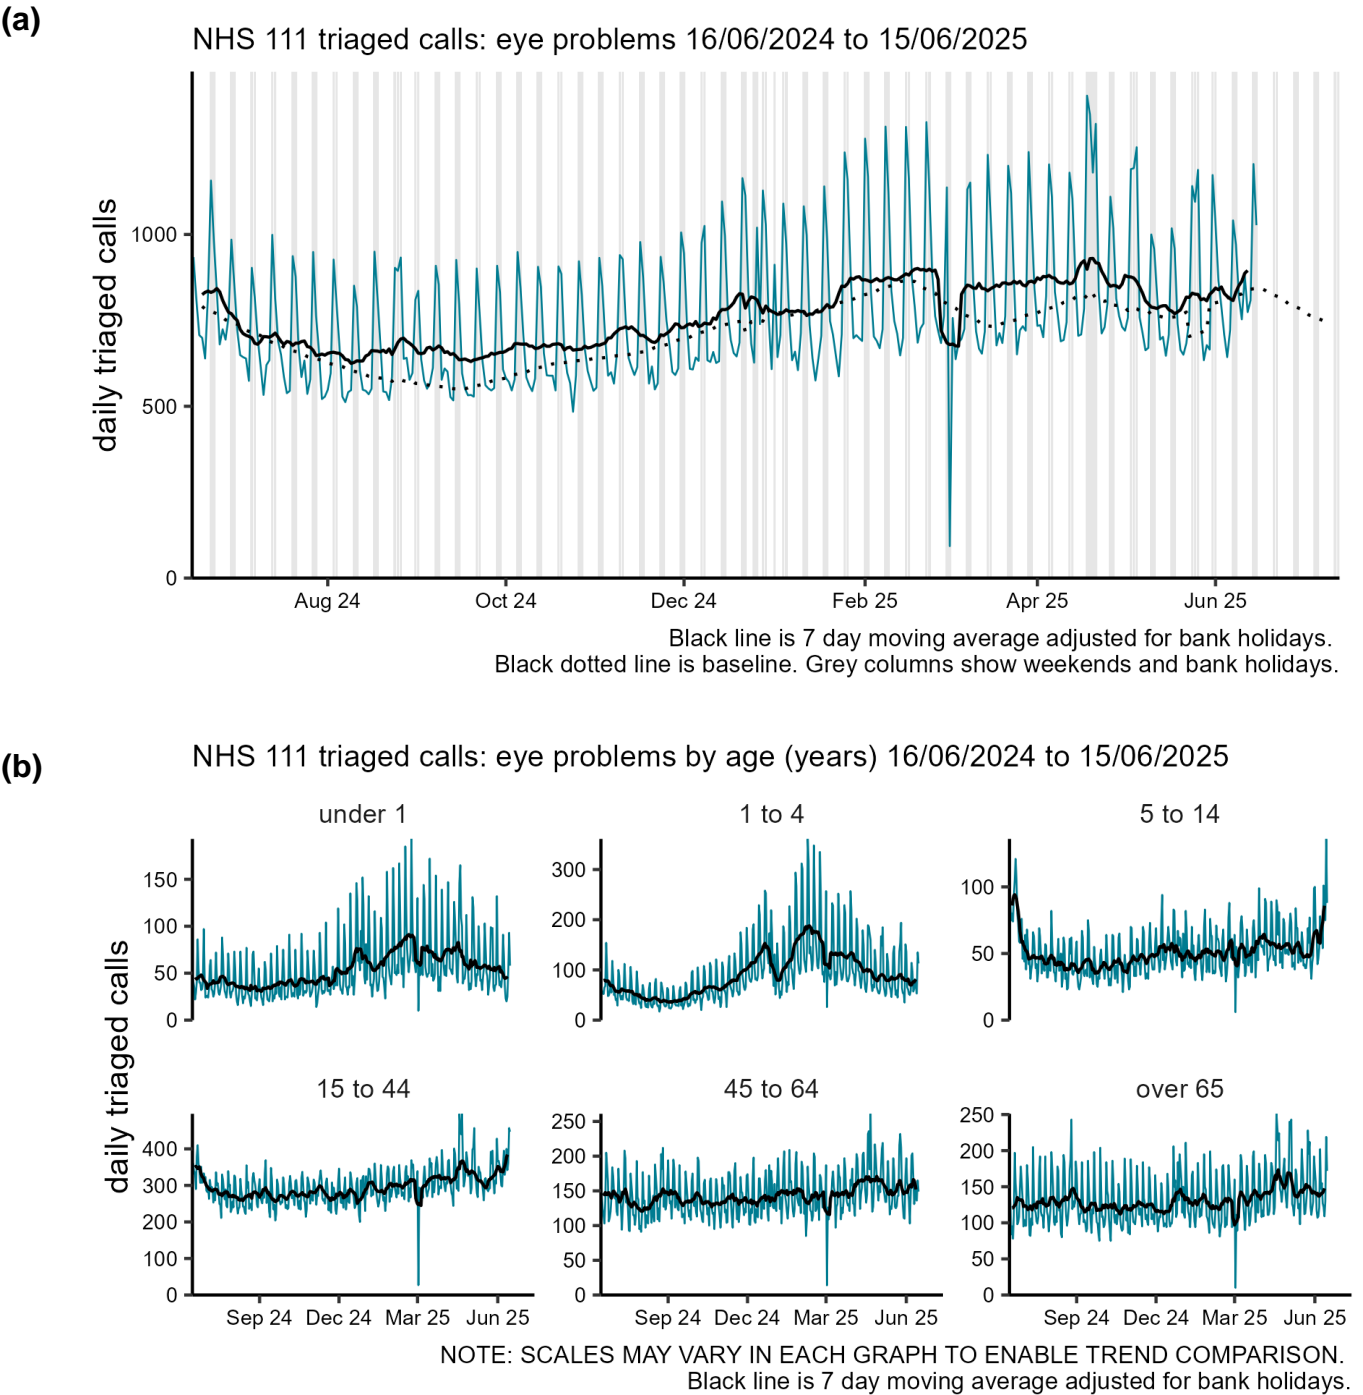 (a)
NHS 111 triaged calls: eye problems 16/06/2024 to 15/06/2025
daily triaged calls
1000
500
0
Aug 24 Oct 24 Dec 24 Feb 25 Apr 25 Jun 25
Black line is 7 day moving average adjusted for bank holidays.
Black dotted line is baseline. Grey columns show weekends and bank holidays.
(b)
NHS 111 triaged calls: eye problems by age (years) 16/06/2024 to 15/06/2025
daily triaged calls
under 1
150
100
50
0
1 to 4
300
200
100
0
5 to 14
100
50
0
15 to 44
400
300
200
100
0
Sep 24 Dec 24 Mar 25 Jun 25
45 to 64
250
200
150
100
50
0
Sep 24 Dec 24 Mar 25 Jun 25
over 65
250
200
150
100
50
0
Sep 24 Dec 24 Mar 25 Jun 25
NOTE: SCALES MAY VARY IN EACH GRAPH TO ENABLE TREND COMPARISON.
Black line is 7 day moving average adjusted for bank holidays.